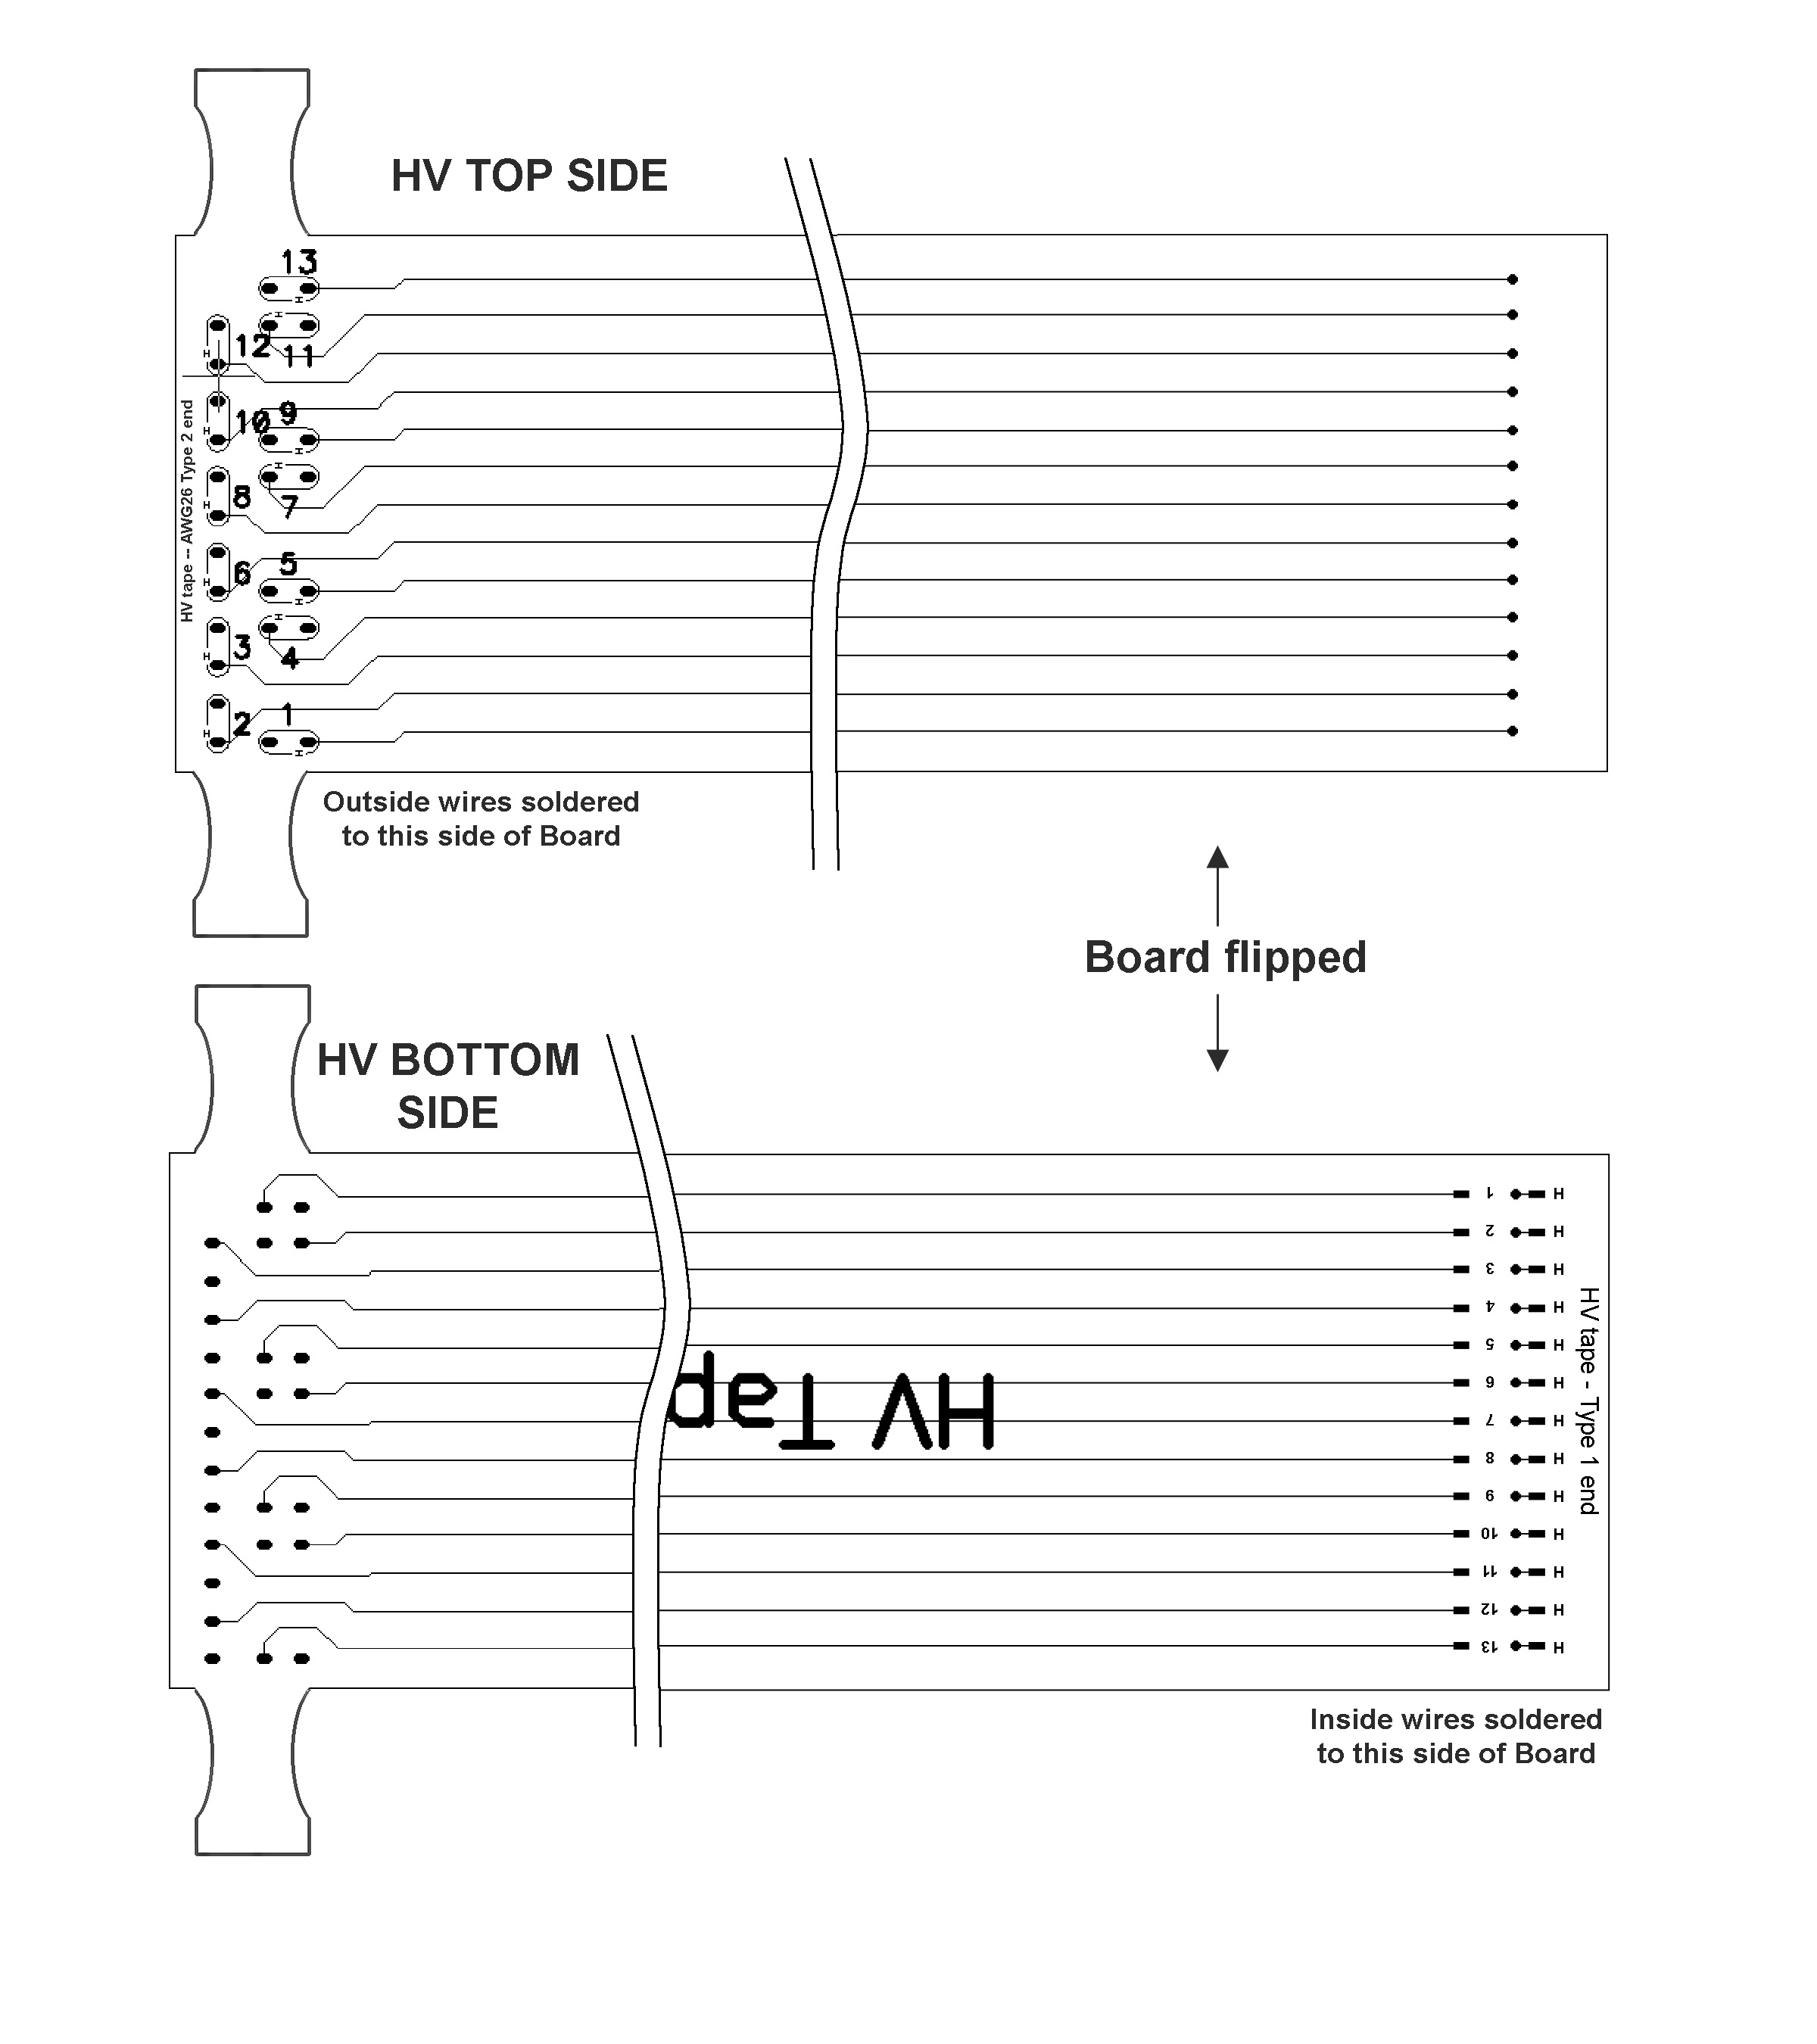 HV TOP SIDE
13
12
11
10
9
8
7
6
5
3
4
2
1
H
H
H
H
H
H
H
H
H
H
H
H
H
HV tape -- AWG26 Type 2 end
Outside wires soldered
to this side of Board
Board flipped
HV BOTTOM
SIDE
1 H
2 H
3 H
4 H
5 H
6 H
7 H
8 H
9 H
10 H
11 H
12 H
13 H
HV Tap
HV tape - Type 1 end
Inside wires soldered
to this side of Board